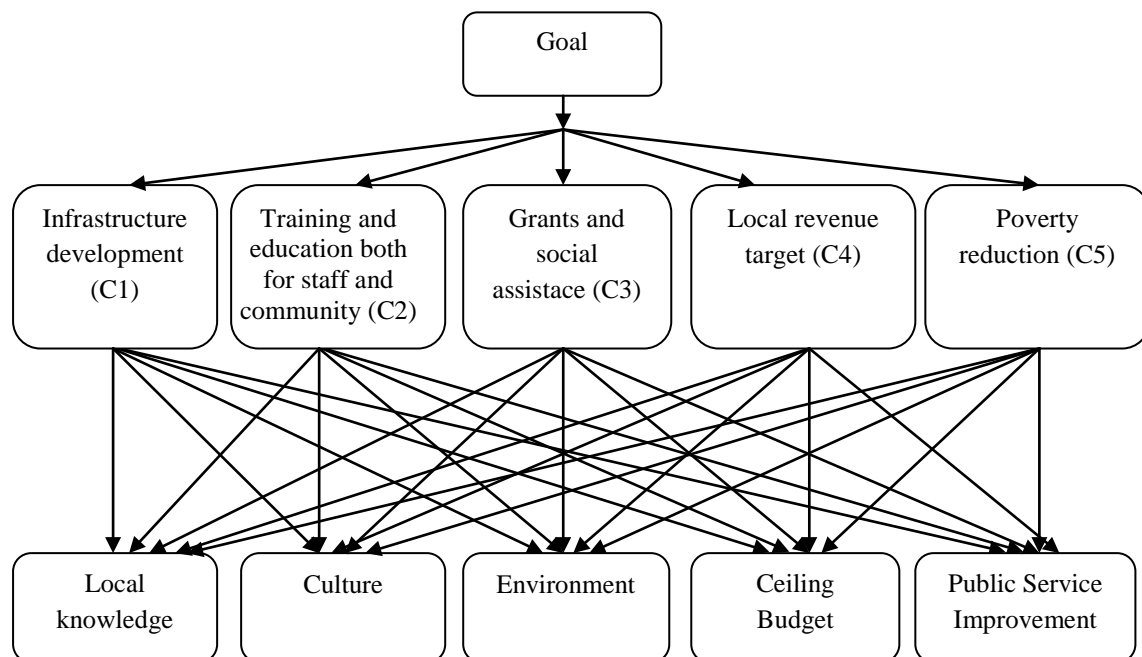 Goal
Infrastructure
development
(C1)
Training and
education both
for staff and
community (C2)
Grants and
social
assistace (C3)
Local revenue
target (C4)
Poverty
reduction (C5)
Local
knowledge
Culture
Environment
Ceiling
Budget
Public Service
Improvement